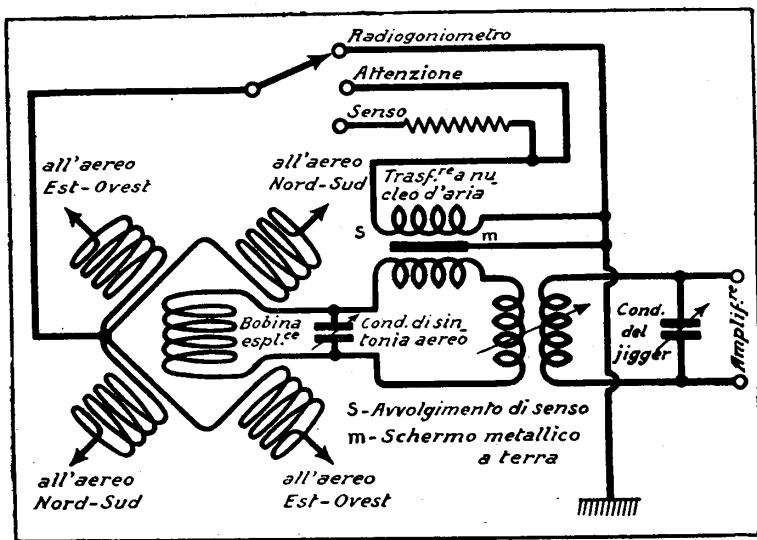 Radiogoniometro
Attenzione
Senso
all'aereo
Est-Ovest
all'aereo
Nord-Sud
Trasf.re a nu_
cleo d'aria
S
m
Bobina
espl.ce
Cond. di sin_
tonia aereo
Cond.
del
jigger
Amplif.re
S-Avvolgimento di senso
m-Schermo metallico
a terra
all'aereo
Nord-Sud
all'aereo
Est-Ovest